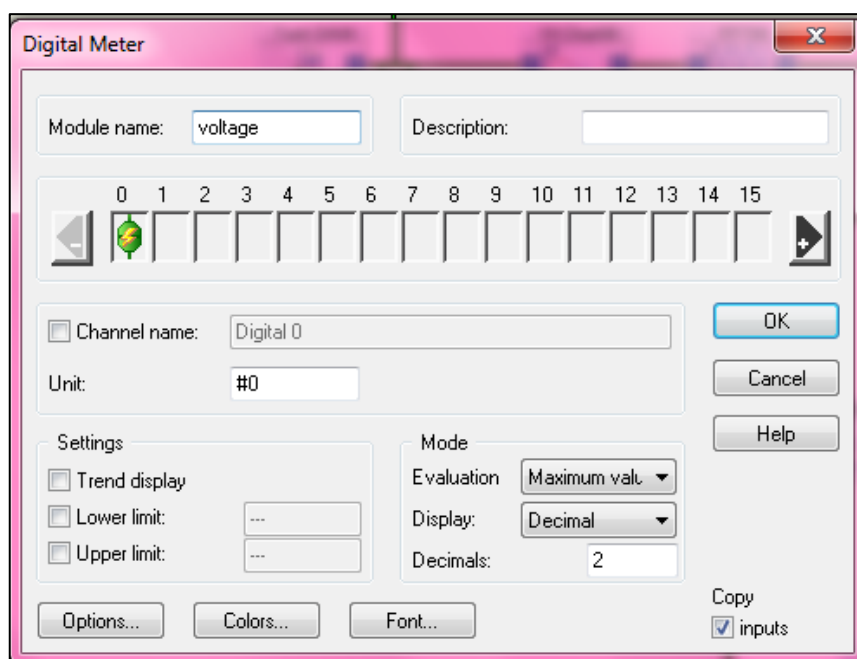 Digital Meter
Module name: voltage Description:
0 1 2 3 4 5 6 7 8 9 10 11 12 13 14 15
- +
Channel name: Digital 0
OK
Unit: #0
Cancel
Help
Settings
Trend display
Lower limit: ---
Upper limit: ---
Mode
Evaluation Maximum valu
Display: Decimal
Decimals: 2
Options... Colors... Font...
Copy
inputs